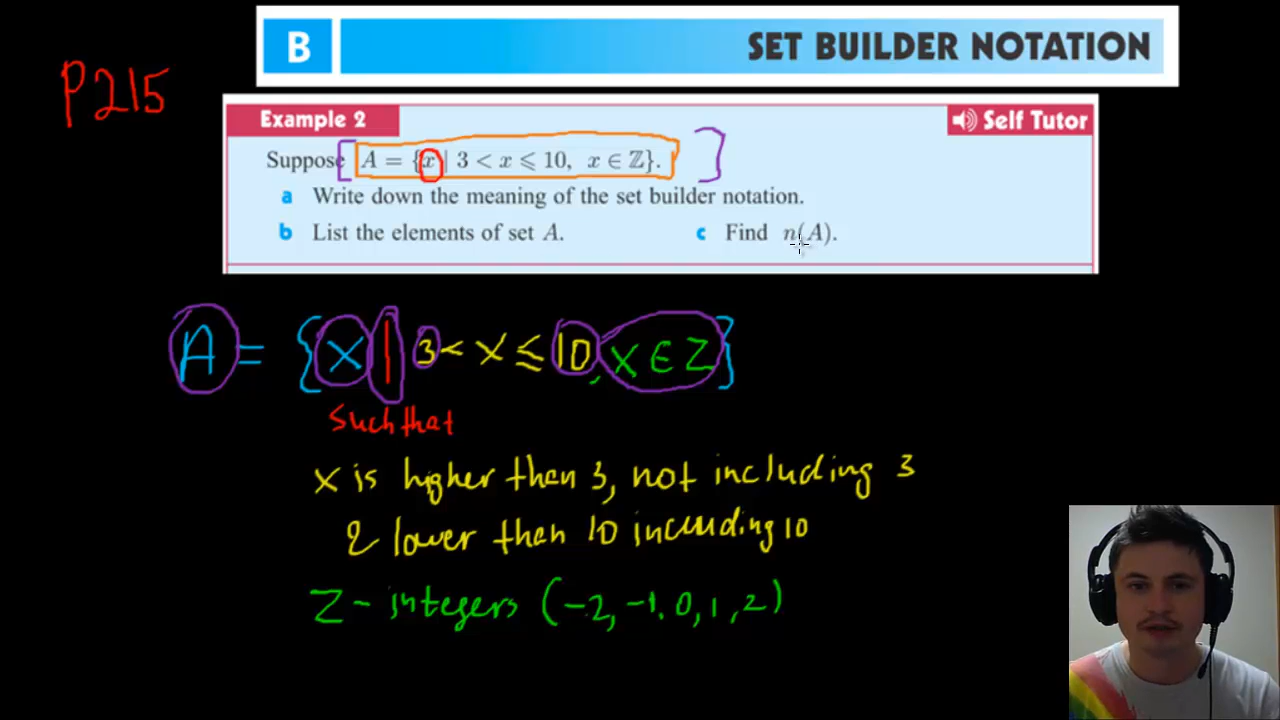 B SET BUILDER NOTATION
P215
Example 2 Self Tutor
Suppose A = {x | 3 < x ⩽ 10, x ∈ ℤ}.
a Write down the meaning of the set builder notation.
b List the elements of set A. c Find n(A).
A = {x | 3 < x ≤ 10, x ∈ Z}
Such that
x is higher than 3, not including 3
& lower than 10 including 10
Z - integers (-2, -1, 0, 1, 2)